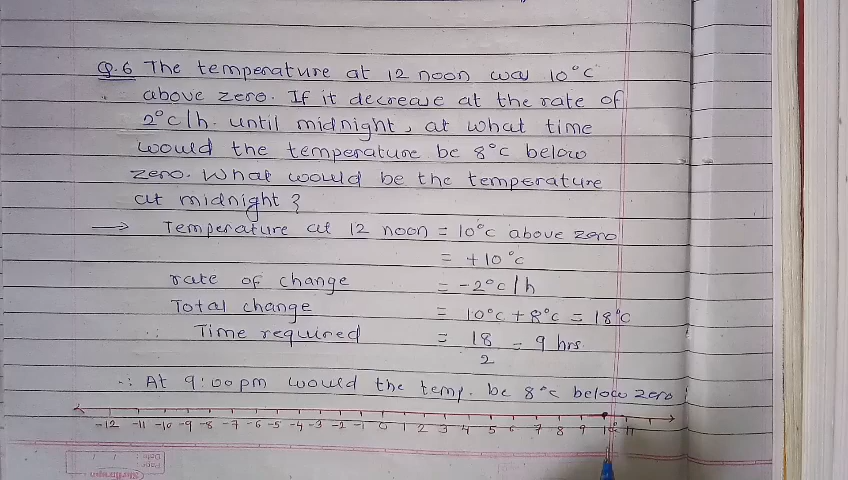 Q.6 The temperature at 12 noon was 10°C
above zero. If it decrease at the rate of
2°C/h. until midnight, at what time
would the temperature be 8°C below
zero. What would be the temperature
at midnight?
→ Temperature at 12 noon = 10°C above zero
= +10°C
rate of change = -2°C/h
Total change = 10°C + 8°C = 18°C
∴ Time required = 18/2 = 9 hrs.
∴ At 9:00pm would the temp. be 8°C below zero
-12 -11 -10 -9 -8 -7 -6 -5 -4 -3 -2 -1 0 1 2 3 4 5 6 7 8 9 10 11
Page :
Date : / /